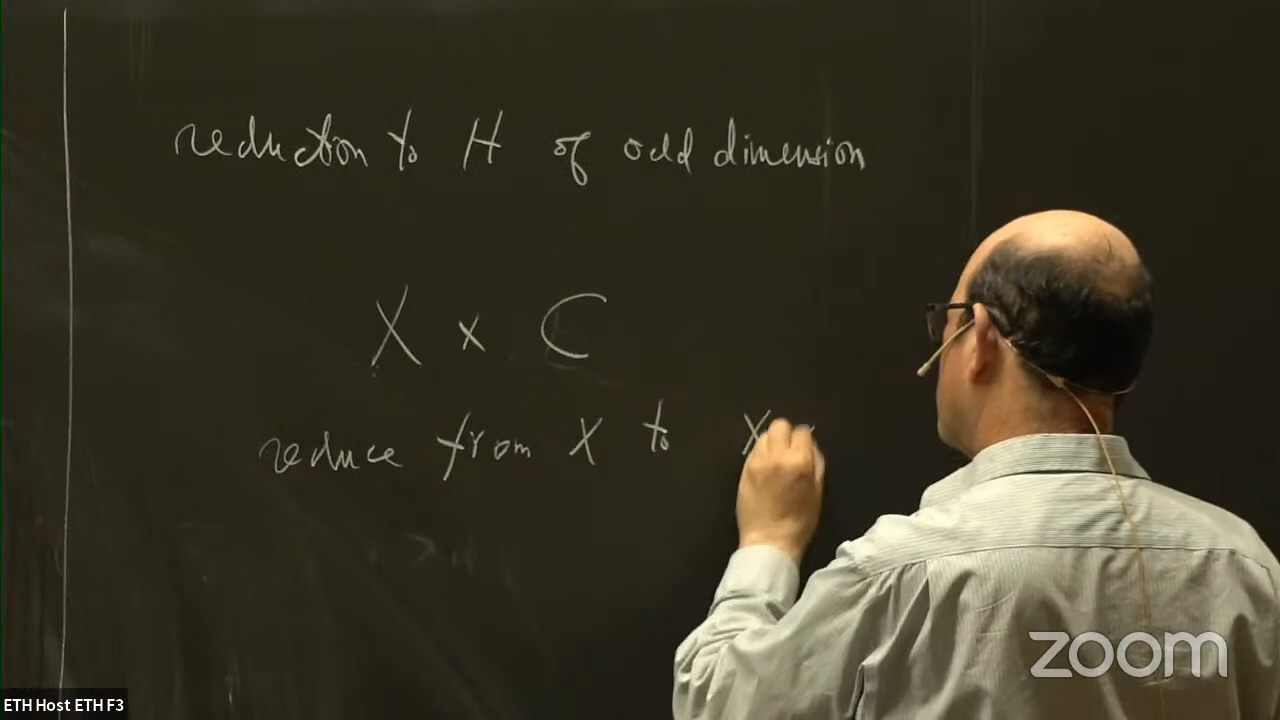 reduction to H of odd dimension
X × C
reduce from X to X
zoom
ETH Host ETH F3